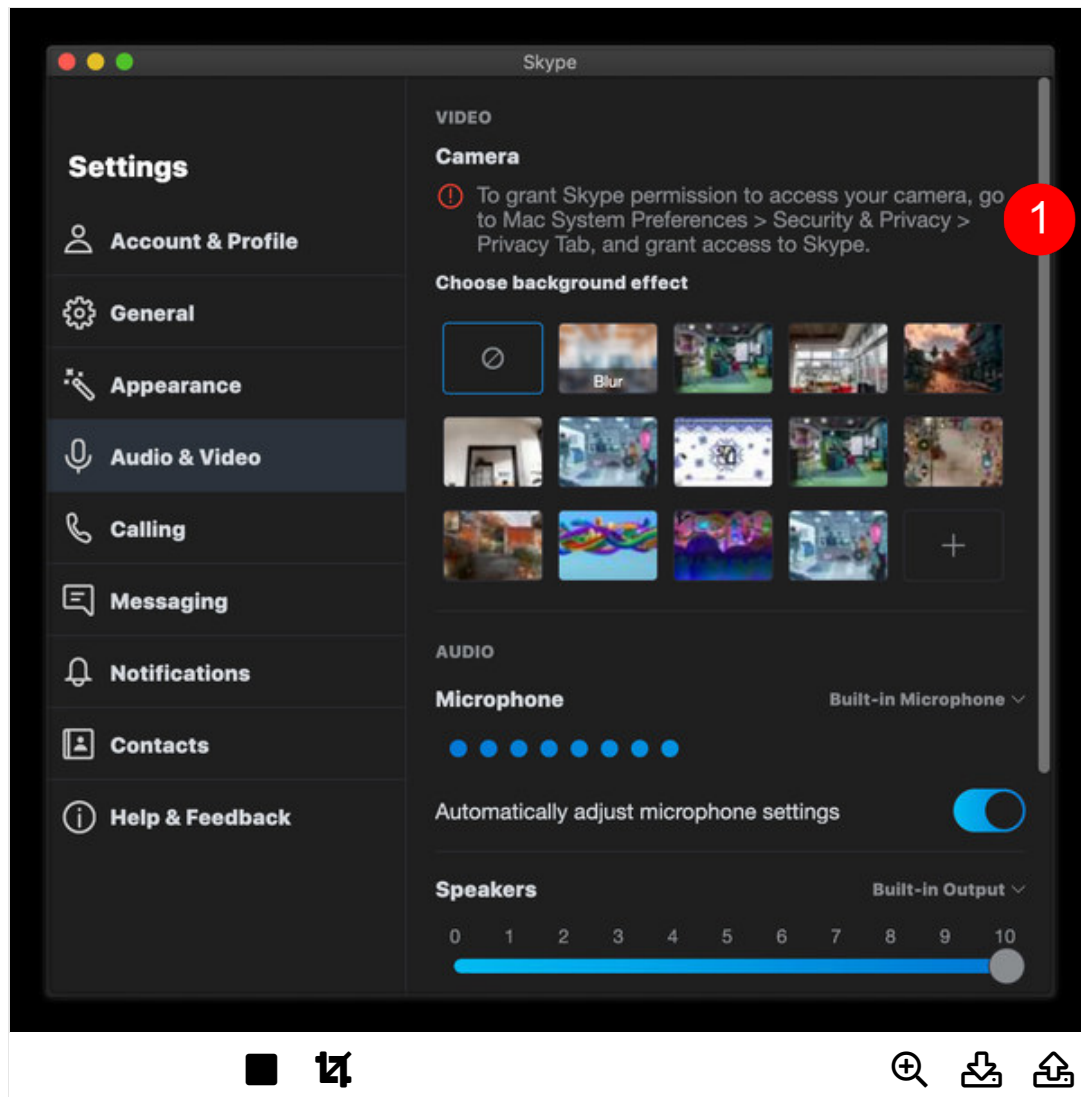 Skype
Settings
Account & Profile
General
Appearance
Audio & Video
Calling
Messaging
Notifications
Contacts
Help & Feedback
VIDEO
Camera
To grant Skype permission to access your camera, go
to Mac System Preferences > Security & Privacy >
Privacy Tab, and grant access to Skype.
1
Choose background effect
Blur
AUDIO
Microphone
Built-in Microphone
Automatically adjust microphone settings
Speakers
Built-in Output
0 1 2 3 4 5 6 7 8 9 10